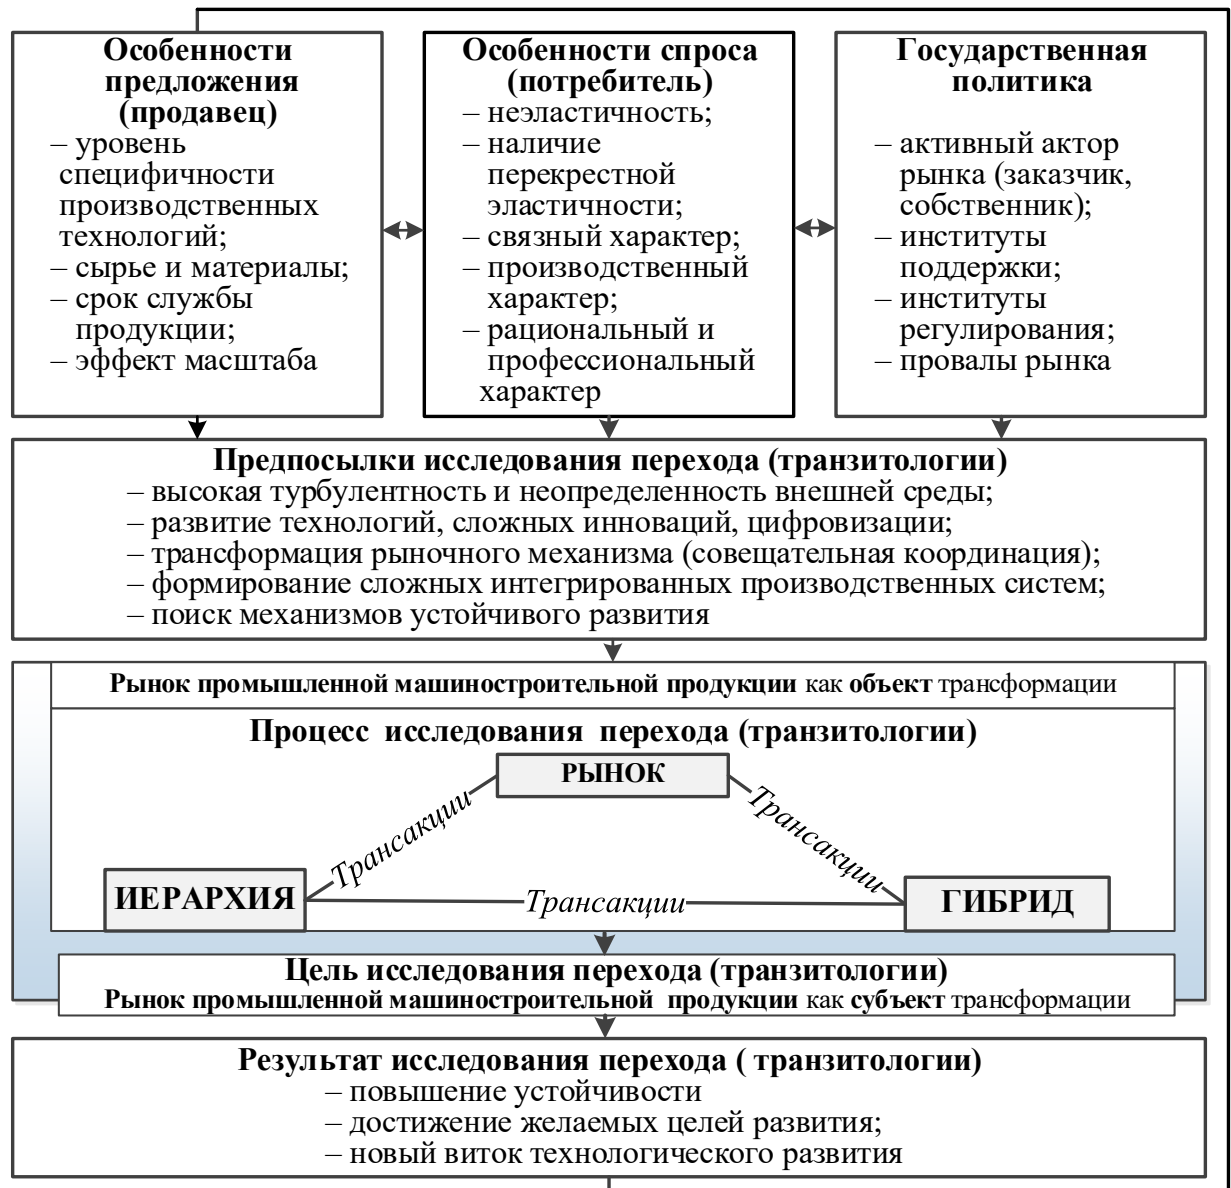 Особенности
предложения
(продавец)
– уровень
специфичности
производственных
технологий;
– сырье и материалы;
– срок службы
продукции;
– эффект масштаба
Особенности спроса
(потребитель)
– неэластичность;
– наличие
перекрестной
эластичности;
– связный характер;
– производственный
характер;
– рациональный и
профессиональный
характер
Государственная
политика
– активный актор
рынка (заказчик,
собственник);
– институты
поддержки;
– институты
регулирования;
– провалы рынка
Предпосылки исследования перехода (транзитологии)
– высокая турбулентность и неопределенность внешней среды;
– развитие технологий, сложных инноваций, цифровизации;
– трансформация рыночного механизма (совещательная координация);
– формирование сложных интегрированных производственных систем;
– поиск механизмов устойчивого развития
Рынок промышленной машиностроительной продукции как объект трансформации
Процесс исследования перехода (транзитологии)
РЫНОК
Трансакции
Трансакции
ИЕРАРХИЯ
Трансакции
ГИБРИД
Цель исследования перехода (транзитологии)
Рынок промышленной машиностроительной продукции как субъект трансформации
Результат исследования перехода ( транзитологии)
– повышение устойчивости
– достижение желаемых целей развития;
– новый виток технологического развития